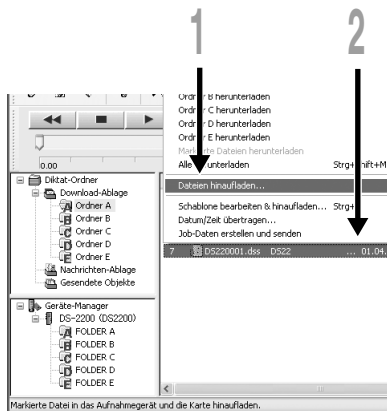 1 2
Ordner B herunterladen
Ordner C herunterladen
Ordner D herunterladen
Ordner E herunterladen
Markierte Dateien herunterladen
Alle unterladen Strg+ hift+M
Dateien hinaufladen...
Schablone bearbeiten & hinaufladen... Strg+
Datum/Zeit übertragen...
Job-Daten erstellen und senden
7 DS220001.dss DS22 ... 01.04.
0.00
Diktat-Ordner
Download-Ablage
Ordner A
Ordner B
Ordner C
Ordner D
Ordner E
Nachrichten-Ablage
Gesendete Objekte
Geräte-Manager
DS-2200 (DS2200)
FOLDER A
FOLDER B
FOLDER C
FOLDER D
FOLDER E
Markierte Datei in das Aufnahmegerät und die Karte hinaufladen.